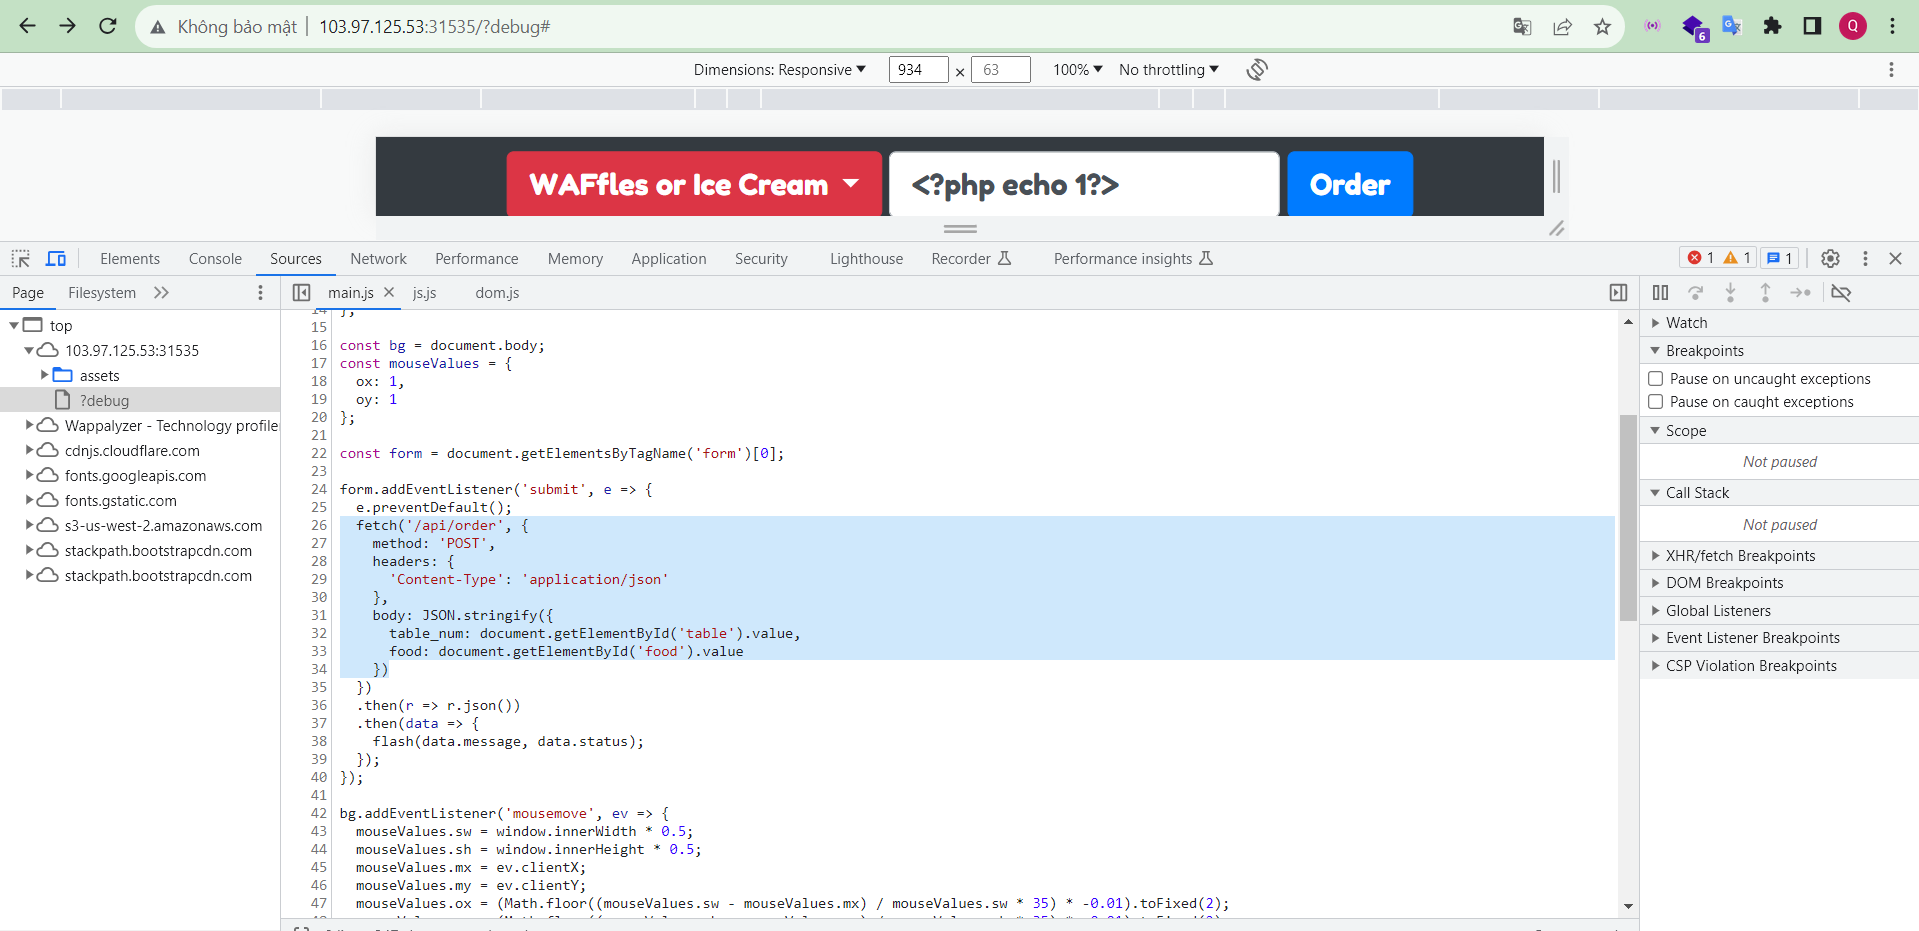 Không bảo mật | 103.97.125.53:31535/?debug#
6
Q
Dimensions: Responsive 934 × 63 100% No throttling
WAFfles or Ice Cream <?php echo 1?> Order
Elements Console Sources Network Performance Memory Application Security Lighthouse Recorder Performance insights 1 1 1
Page Filesystem
main.js js.js dom.js
top
103.97.125.53:31535
assets
?debug
Wappalyzer - Technology profile
cdnjs.cloudflare.com
fonts.googleapis.com
fonts.gstatic.com
s3-us-west-2.amazonaws.com
stackpath.bootstrapcdn.com
stackpath.bootstrapcdn.com
14 };
15
16 const bg = document.body;
17 const mouseValues = {
18 ox: 1,
19 oy: 1
20 };
21
22 const form = document.getElementsByTagName('form')[0];
23
24 form.addEventListener('submit', e => {
25 e.preventDefault();
26 fetch('/api/order', {
27 method: 'POST',
28 headers: {
29 'Content-Type': 'application/json'
30 },
31 body: JSON.stringify({
32 table_num: document.getElementById('table').value,
33 food: document.getElementById('food').value
34 })
35 })
36 .then(r => r.json())
37 .then(data => {
38 flash(data.message, data.status);
39 });
40 });
41
42 bg.addEventListener('mousemove', ev => {
43 mouseValues.sw = window.innerWidth * 0.5;
44 mouseValues.sh = window.innerHeight * 0.5;
45 mouseValues.mx = ev.clientX;
46 mouseValues.my = ev.clientY;
47 mouseValues.ox = (Math.floor((mouseValues.sw - mouseValues.mx) / mouseValues.sw * 35) * -0.01).toFixed(2);
Watch
Breakpoints
Pause on uncaught exceptions
Pause on caught exceptions
Scope
Not paused
Call Stack
Not paused
XHR/fetch Breakpoints
DOM Breakpoints
Global Listeners
Event Listener Breakpoints
CSP Violation Breakpoints